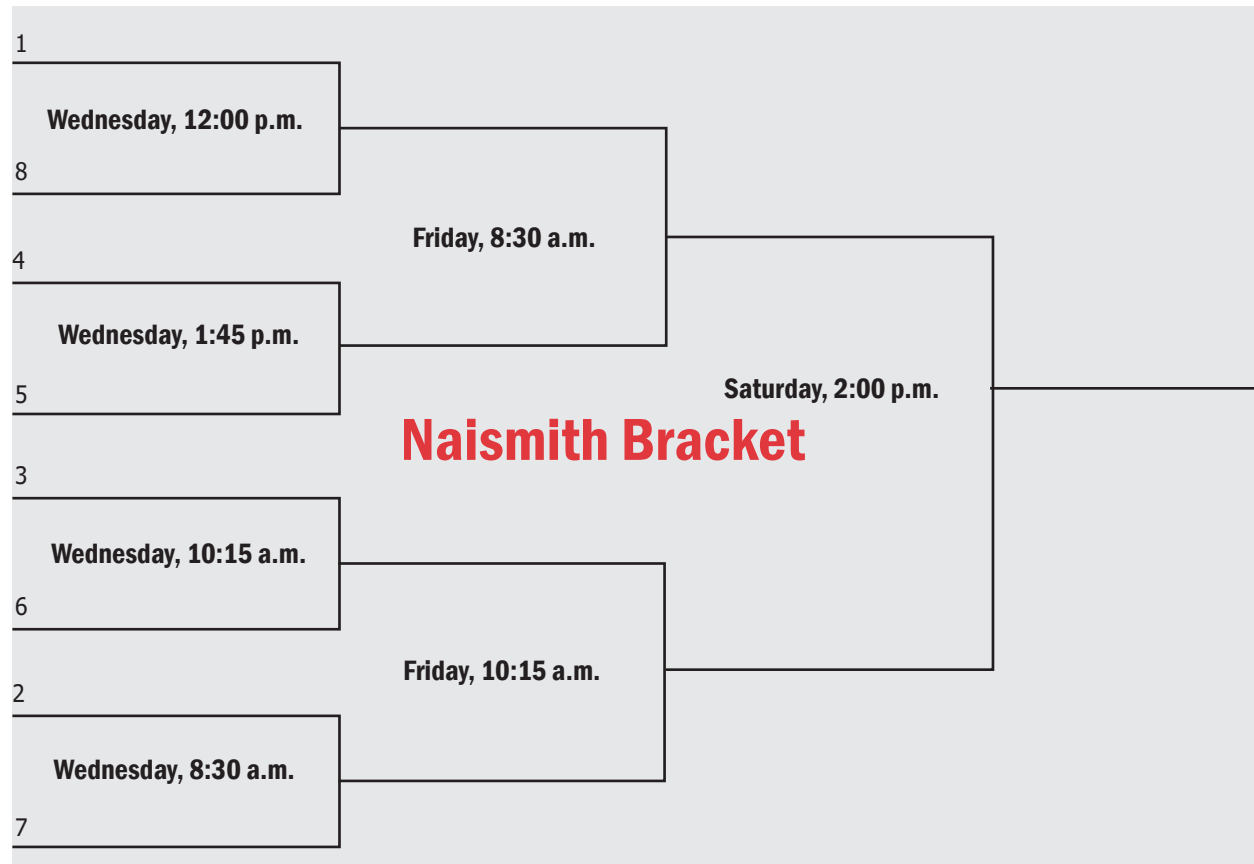 1
Wednesday, 12:00 p.m.
8
Friday, 8:30 a.m.
4
Wednesday, 1:45 p.m.
5
Saturday, 2:00 p.m.
Naismith Bracket
3
Wednesday, 10:15 a.m.
6
Friday, 10:15 a.m.
2
Wednesday, 8:30 a.m.
7